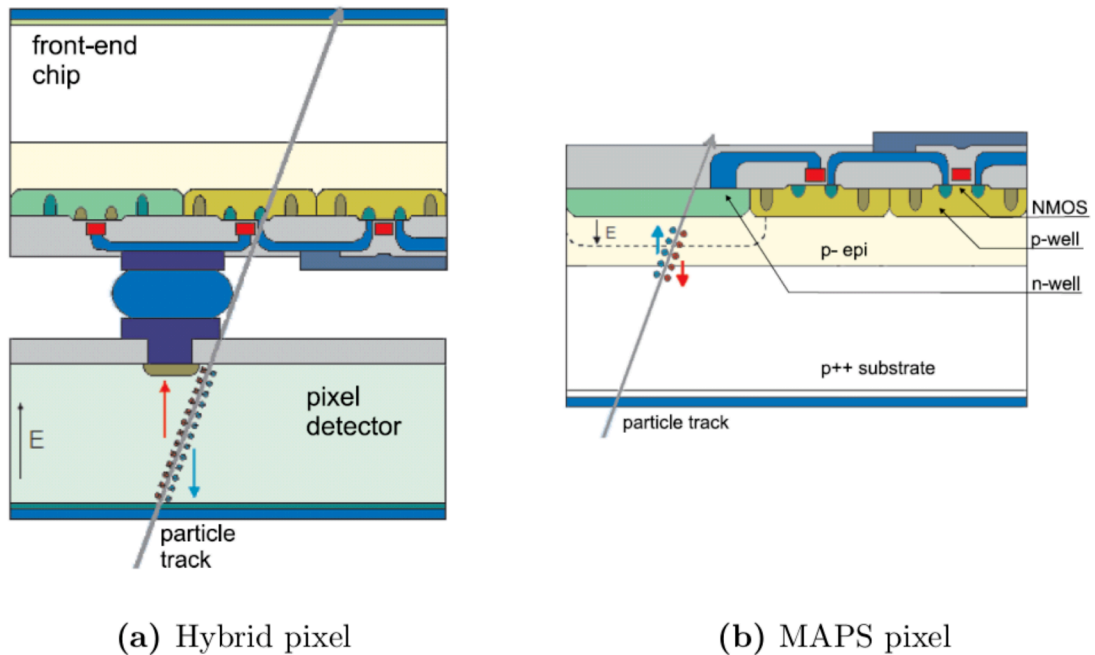 front-end
chip
E
pixel
detector
particle
track
E
p- epi
NMOS
p-well
n-well
p++ substrate
particle track
(a) Hybrid pixel
(b) MAPS pixel